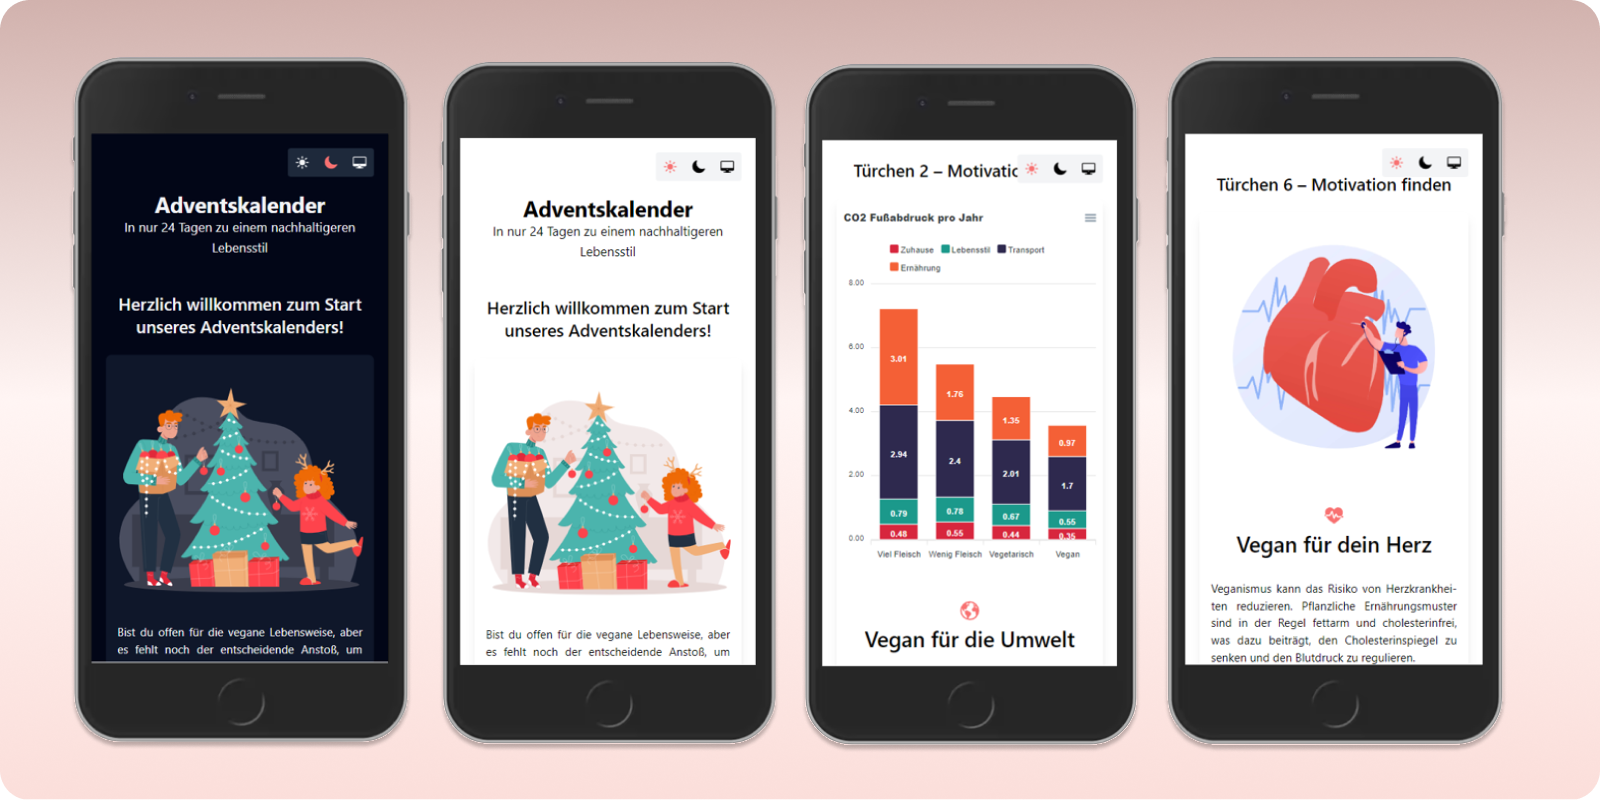 Adventskalender
In nur 24 Tagen zu einem nachhaltigeren
Lebensstil
Herzlich willkommen zum Start
unseres Adventskalenders!
Bist du offen für die vegane Lebensweise, aber
es fehlt noch der entscheidende Anstoß, um
Adventskalender
In nur 24 Tagen zu einem nachhaltigeren
Lebensstil
Herzlich willkommen zum Start
unseres Adventskalenders!
Bist du offen für die vegane Lebensweise, aber
es fehlt noch der entscheidende Anstoß, um
Türchen 2 – Motivatio
CO2 Fußabdruck pro Jahr
Zuhause Lebensstil Transport
Ernährung
8.00
6.00
4.00
2.00
0.00
3.01
2.94
0.79
0.48
1.76
2.4
0.78
0.55
1.35
2.01
0.67
0.44
0.97
1.7
0.55
0.35
Viel Fleisch Wenig Fleisch Vegetarisch Vegan
Vegan für die Umwelt
Türchen 6 – Motivation finden
Vegan für dein Herz
Veganismus kann das Risiko von Herzkrankhei-
ten reduzieren. Pflanzliche Ernährungsmuster
sind in der Regel fettarm und cholesterinfrei,
was dazu beiträgt, den Cholesterinspiegel zu
senken und den Blutdruck zu regulieren.